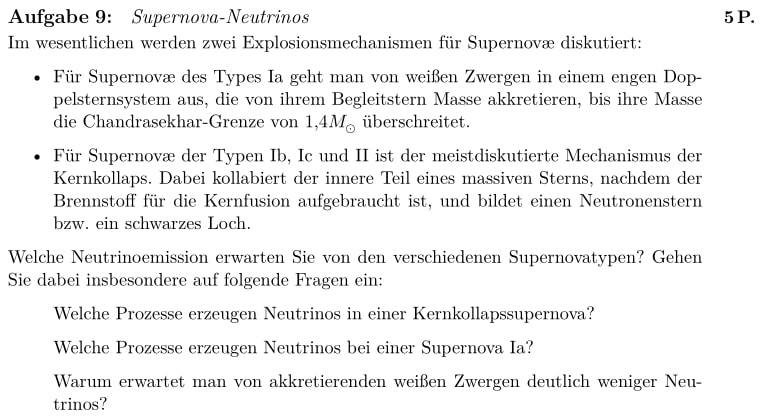 Aufgabe 9: Supernova-Neutrinos 5 P.
Im wesentlichen werden zwei Explosionsmechanismen für Supernovæ diskutiert:
• Für Supernovæ des Types Ia geht man von weißen Zwergen in einem engen Dop-
pelsternsystem aus, die von ihrem Begleitstern Masse akkretieren, bis ihre Masse
die Chandrasekhar-Grenze von 1,4M⊙ überschreitet.
• Für Supernovæ der Typen Ib, Ic und II ist der meistdiskutierte Mechanismus der
Kernkollaps. Dabei kollabiert der innere Teil eines massiven Sterns, nachdem der
Brennstoff für die Kernfusion aufgebraucht ist, und bildet einen Neutronenstern
bzw. ein schwarzes Loch.
Welche Neutrinoemission erwarten Sie von den verschiedenen Supernovatypen? Gehen
Sie dabei insbesondere auf folgende Fragen ein:
Welche Prozesse erzeugen Neutrinos in einer Kernkollapssupernova?
Welche Prozesse erzeugen Neutrinos bei einer Supernova Ia?
Warum erwartet man von akkretierenden weißen Zwergen deutlich weniger Neu-
trinos?